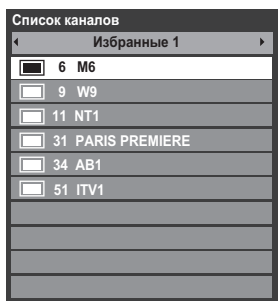 Список каналов
Избранные 1
6 M6
9 W9
11 NT1
31 PARIS PREMIERE
34 AB1
51 ITV1